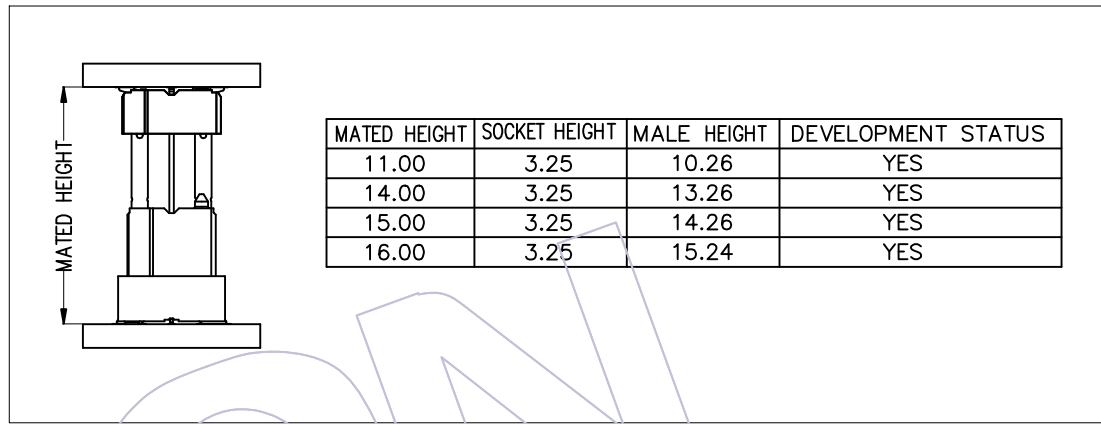 MATED HEIGHT
MATED HEIGHT SOCKET HEIGHT MALE HEIGHT DEVELOPMENT STATUS
11.00 3.25 10.26 YES
14.00 3.25 13.26 YES
15.00 3.25 14.26 YES
16.00 3.25 15.24 YES